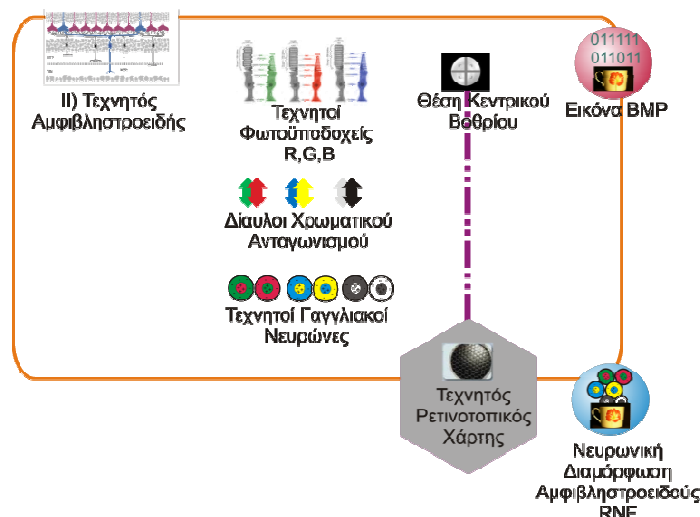 ΙΙ) Τεχνητός
Αμφιβληστροειδής
Τεχνητοί
Φωτοϋποδοχείς
R,G,B
Θέση Κεντρικού
Βοθρίου
011111
011011
Εικόνα BMP
Δίαυλοι Χρωματικού
Ανταγωνισμού
Τεχνητοί Γαγγλιακοί
Νευρώνες
Τεχνητός
Ρετινοτοπικός
Χάρτης
Νευρωνική
Διαμόρφωση
Αμφιβληστροειδούς
RNF